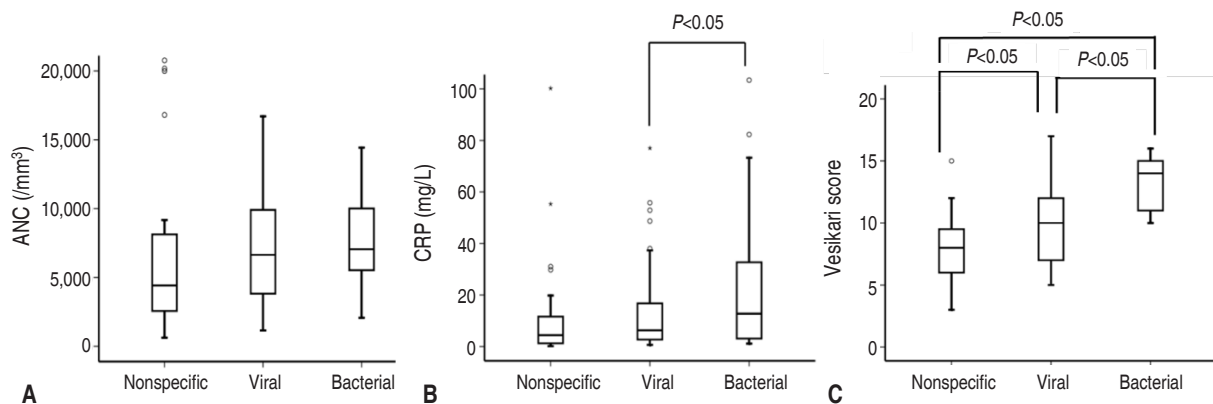 ANC (/mm³)
20,000
15,000
10,000
5,000
0
Nonspecific Viral Bacterial
A
P<0.05
CRP (mg/L)
100
80
60
40
20
0
Nonspecific Viral Bacterial
B
P<0.05
P<0.05 P<0.05
Vesikari score
20
15
10
5
0
Nonspecific Viral Bacterial
C